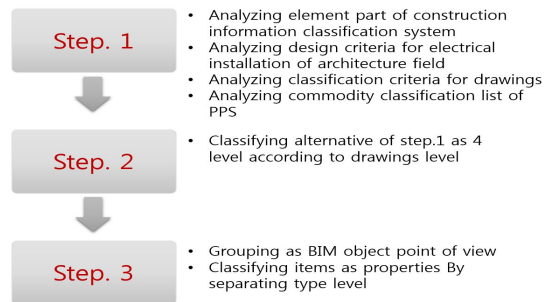 Step. 1
• Analyzing element part of construction
information classification system
• Analyzing design criteria for electrical
installation of architecture field
• Analyzing classification criteria for drawings
• Analyzing commodity classification list of
PPS
Step. 2
• Classifying alternative of step.1 as 4
level according to drawings level
Step. 3
• Grouping as BIM object point of view
• Classifying items as properties By
separating type level